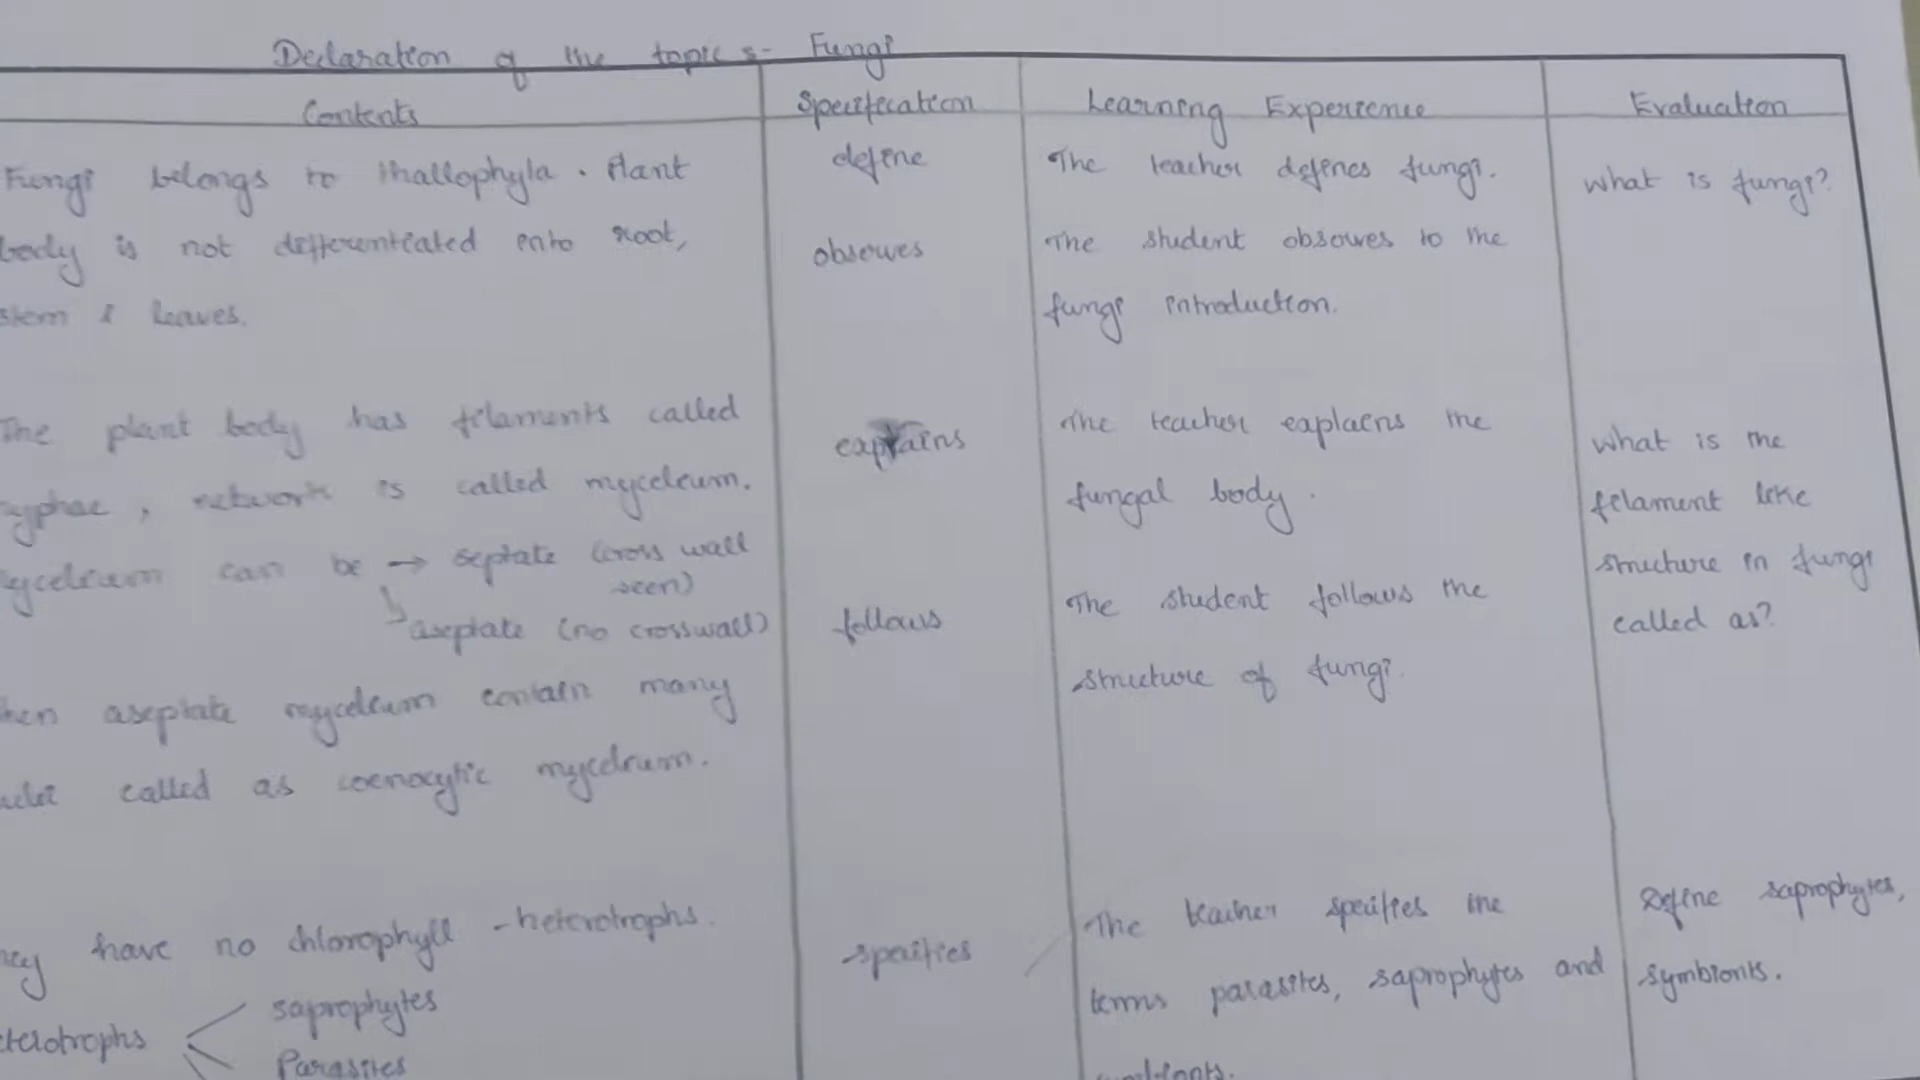 Declaration of the topics:- Fungi
Contents
Specification
Learning Experience
Evaluation
Fungi belongs to thallophyla. Plant
body is not differentiated into root,
stem & leaves.
define
observes
The teacher defines fungi.
The student observes to the
fungi introduction.
What is fungi?
The plant body has filaments called
hyphae, network is called mycelium.
mycelium can be → septate (cross wall
seen)
aseptate (no crosswall)
When aseptate mycelium contain many
nuclei called as coenocytic mycelium.
explains
follows
The teacher explains the
fungal body.
The student follows the
structure of fungi.
What is the
filament like
structure in fungi
called as?
They have no chlorophyll - heterotrophs.
heterotrophs
saprophytes
Parasites
specifies
The teacher specifies the
terms parasites, saprophytes and
symbionts.
Define saprophytes,
symbionts.